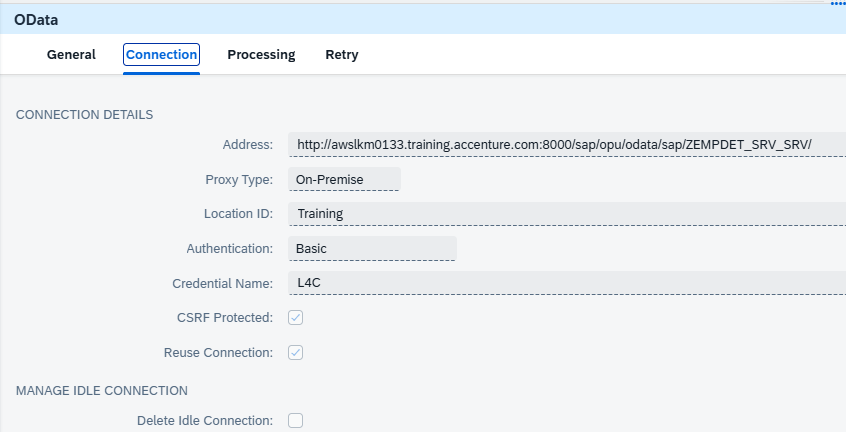 OData
General Connection Processing Retry
CONNECTION DETAILS
Address: http://awslkm0133.training.accenture.com:8000/sap/opu/odata/sap/ZEMPDET_SRV_SRV/
Proxy Type: On-Premise
Location ID: Training
Authentication: Basic
Credential Name: L4C
CSRF Protected:
Reuse Connection:
MANAGE IDLE CONNECTION
Delete Idle Connection: